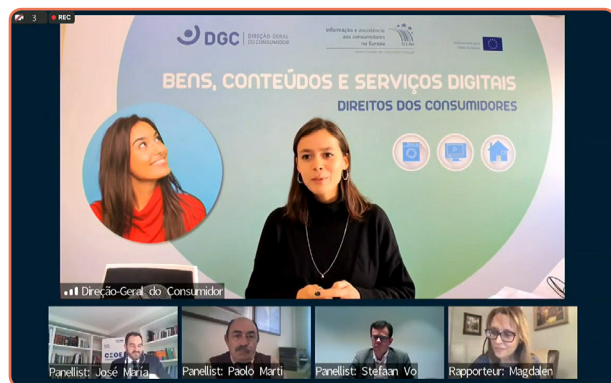 3 REC
DGC DIREÇÃO-GERAL
DO CONSUMIDOR
informação e assistência
aos consumidores
na Europa
BENS, CONTEÚDOS E SERVIÇOS DIGITAIS
DIREITOS DOS CONSUMIDORES
Direção-Geral do Consumidor
Panellist: José María
Panellist: Paolo Marti
Panellist: Stefaan Vo
Rapporteur: Magdalen